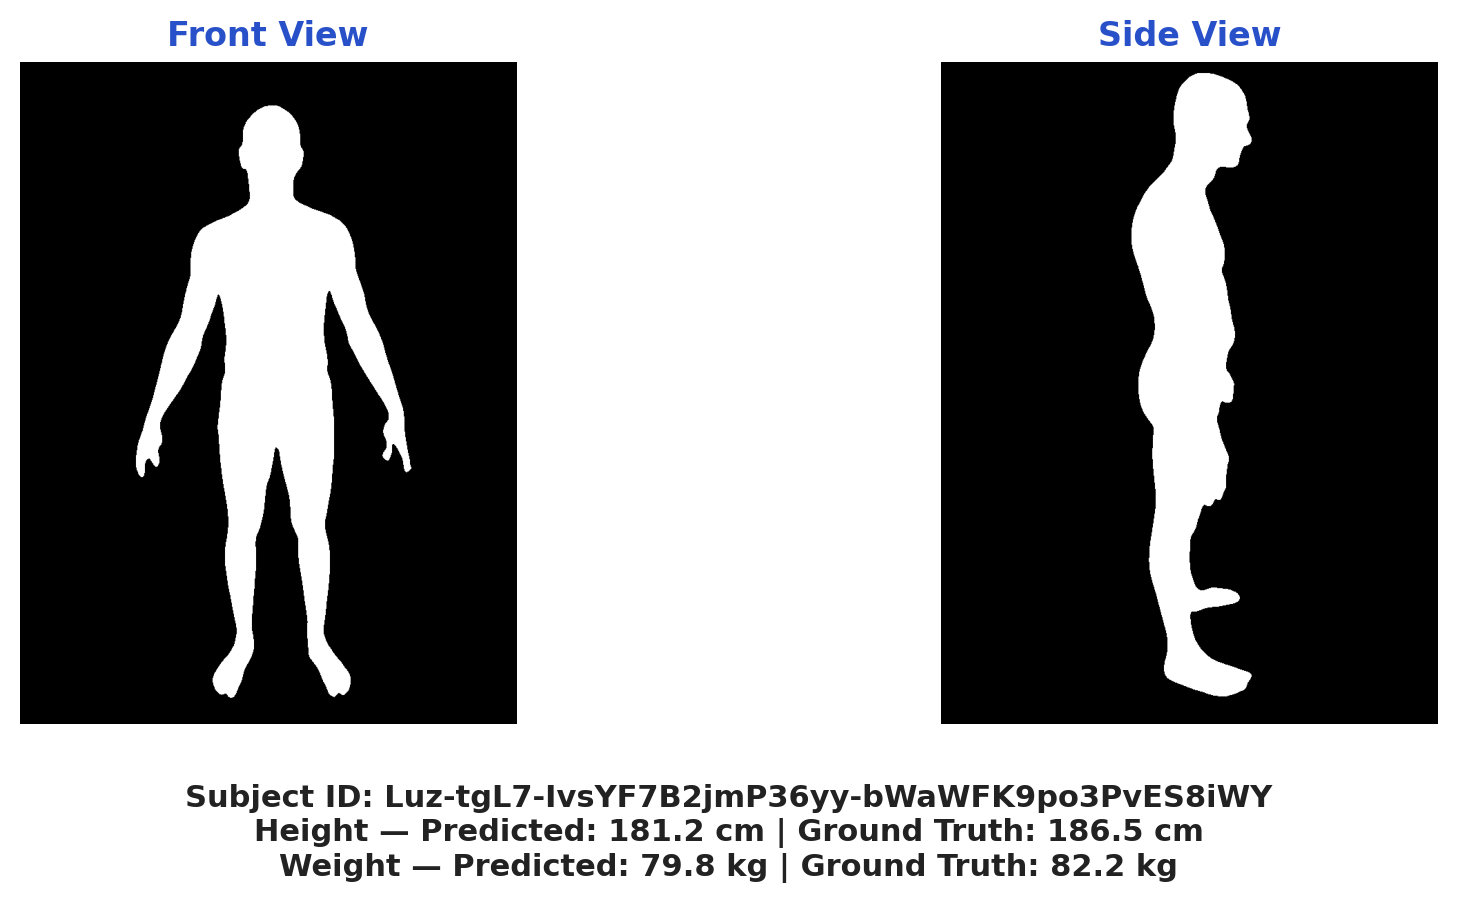 Front View
Side View
Subject ID: Luz-tgL7-IvsYF7B2jmP36yy-bWaWFK9po3PvES8iWY
Height — Predicted: 181.2 cm | Ground Truth: 186.5 cm
Weight — Predicted: 79.8 kg | Ground Truth: 82.2 kg